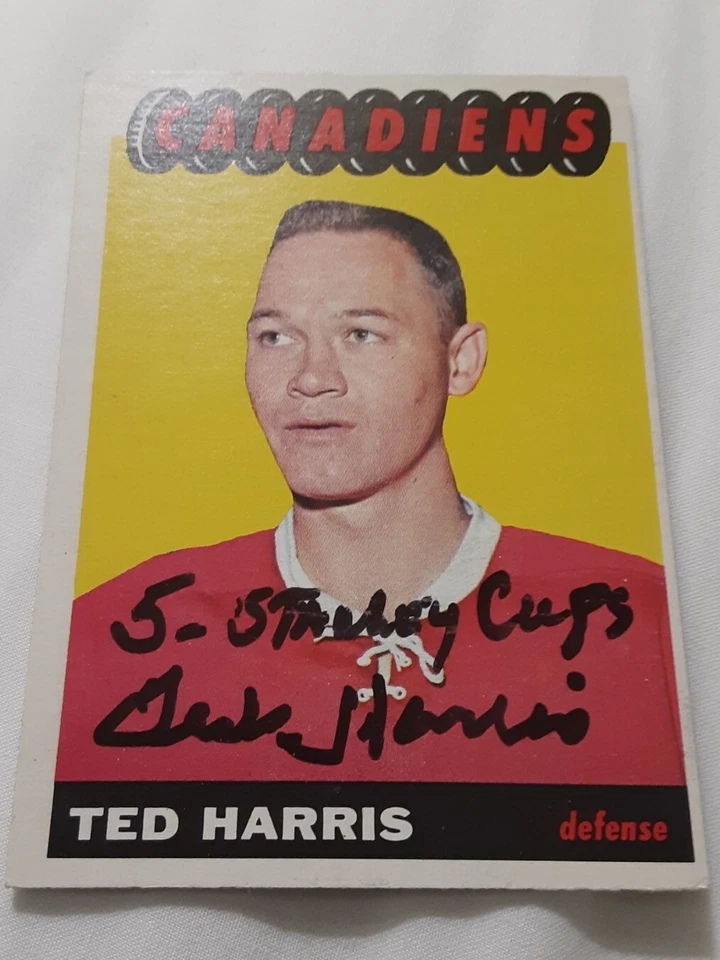 CANADIENS
5-Stanley Cups
Ted Harris
TED HARRIS
defense